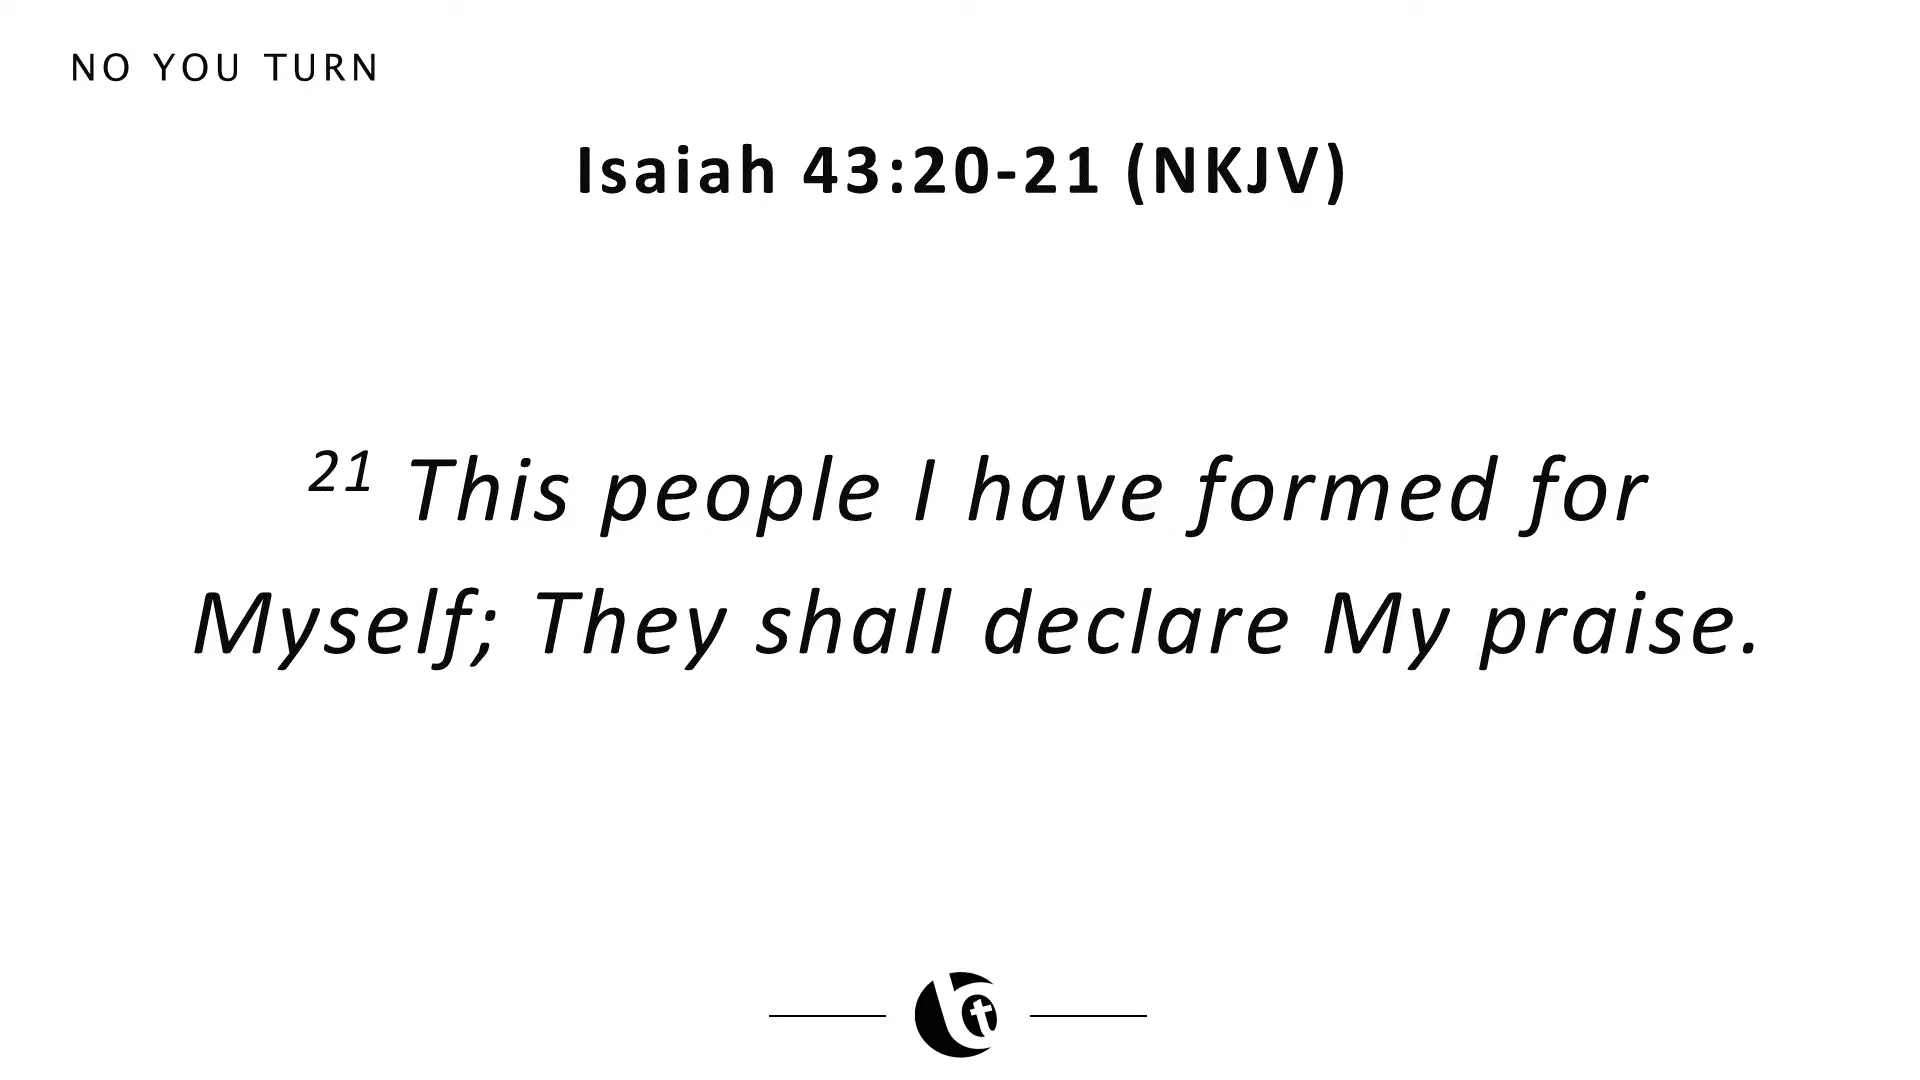 NO YOU TURN
Isaiah 43:20-21 (NKJV)
21 This people I have formed for
Myself; They shall declare My praise.